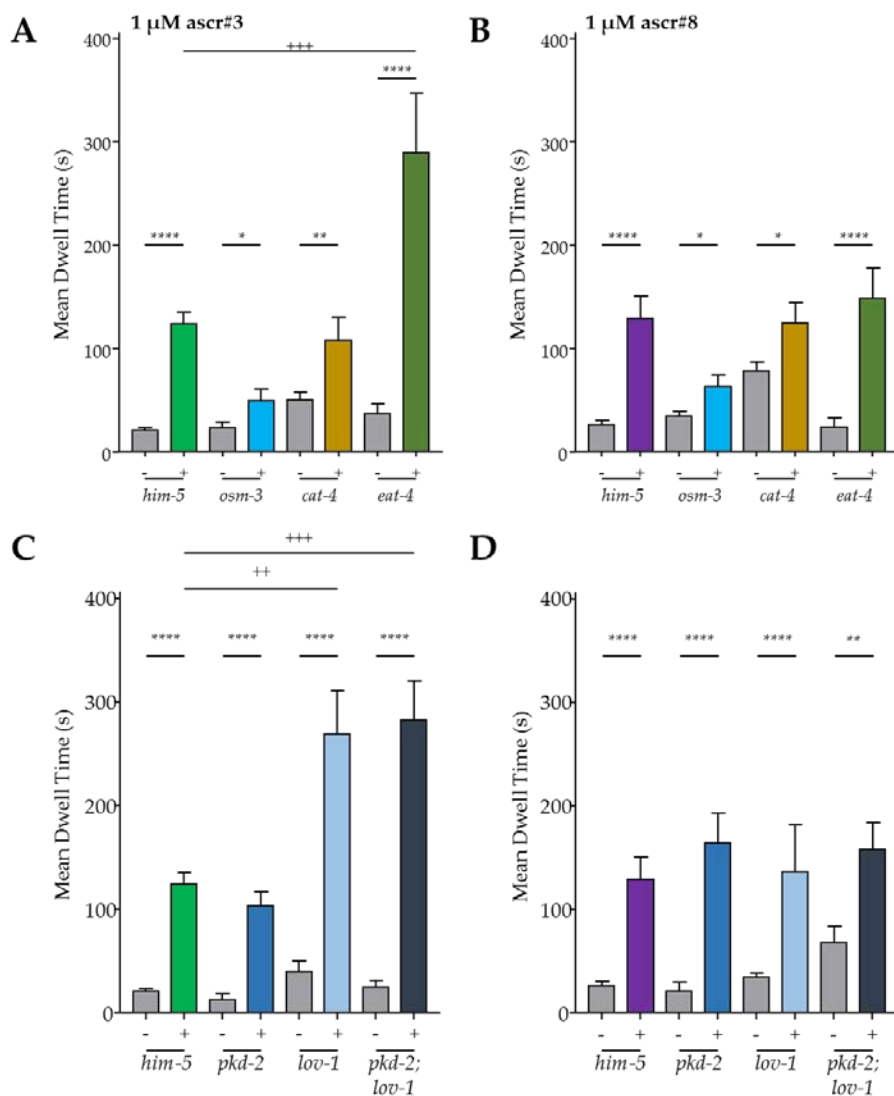 A
1 µM ascr#3
Mean Dwell Time (s)
400
300
200
100
0
+++
****
****
*
**
- + - + - + - +
him-5 osm-3 cat-4 eat-4
B
1 µM ascr#8
Mean Dwell Time (s)
400
300
200
100
0
****
*
*
****
- + - + - + - +
him-5 osm-3 cat-4 eat-4
C
+++
++
Mean Dwell Time (s)
400
300
200
100
0
****
****
****
****
- + - + - + - +
him-5 pkd-2 lov-1 pkd-2;
lov-1
D
Mean Dwell Time (s)
400
300
200
100
0
****
****
****
**
- + - + - + - +
him-5 pkd-2 lov-1 pkd-2;
lov-1